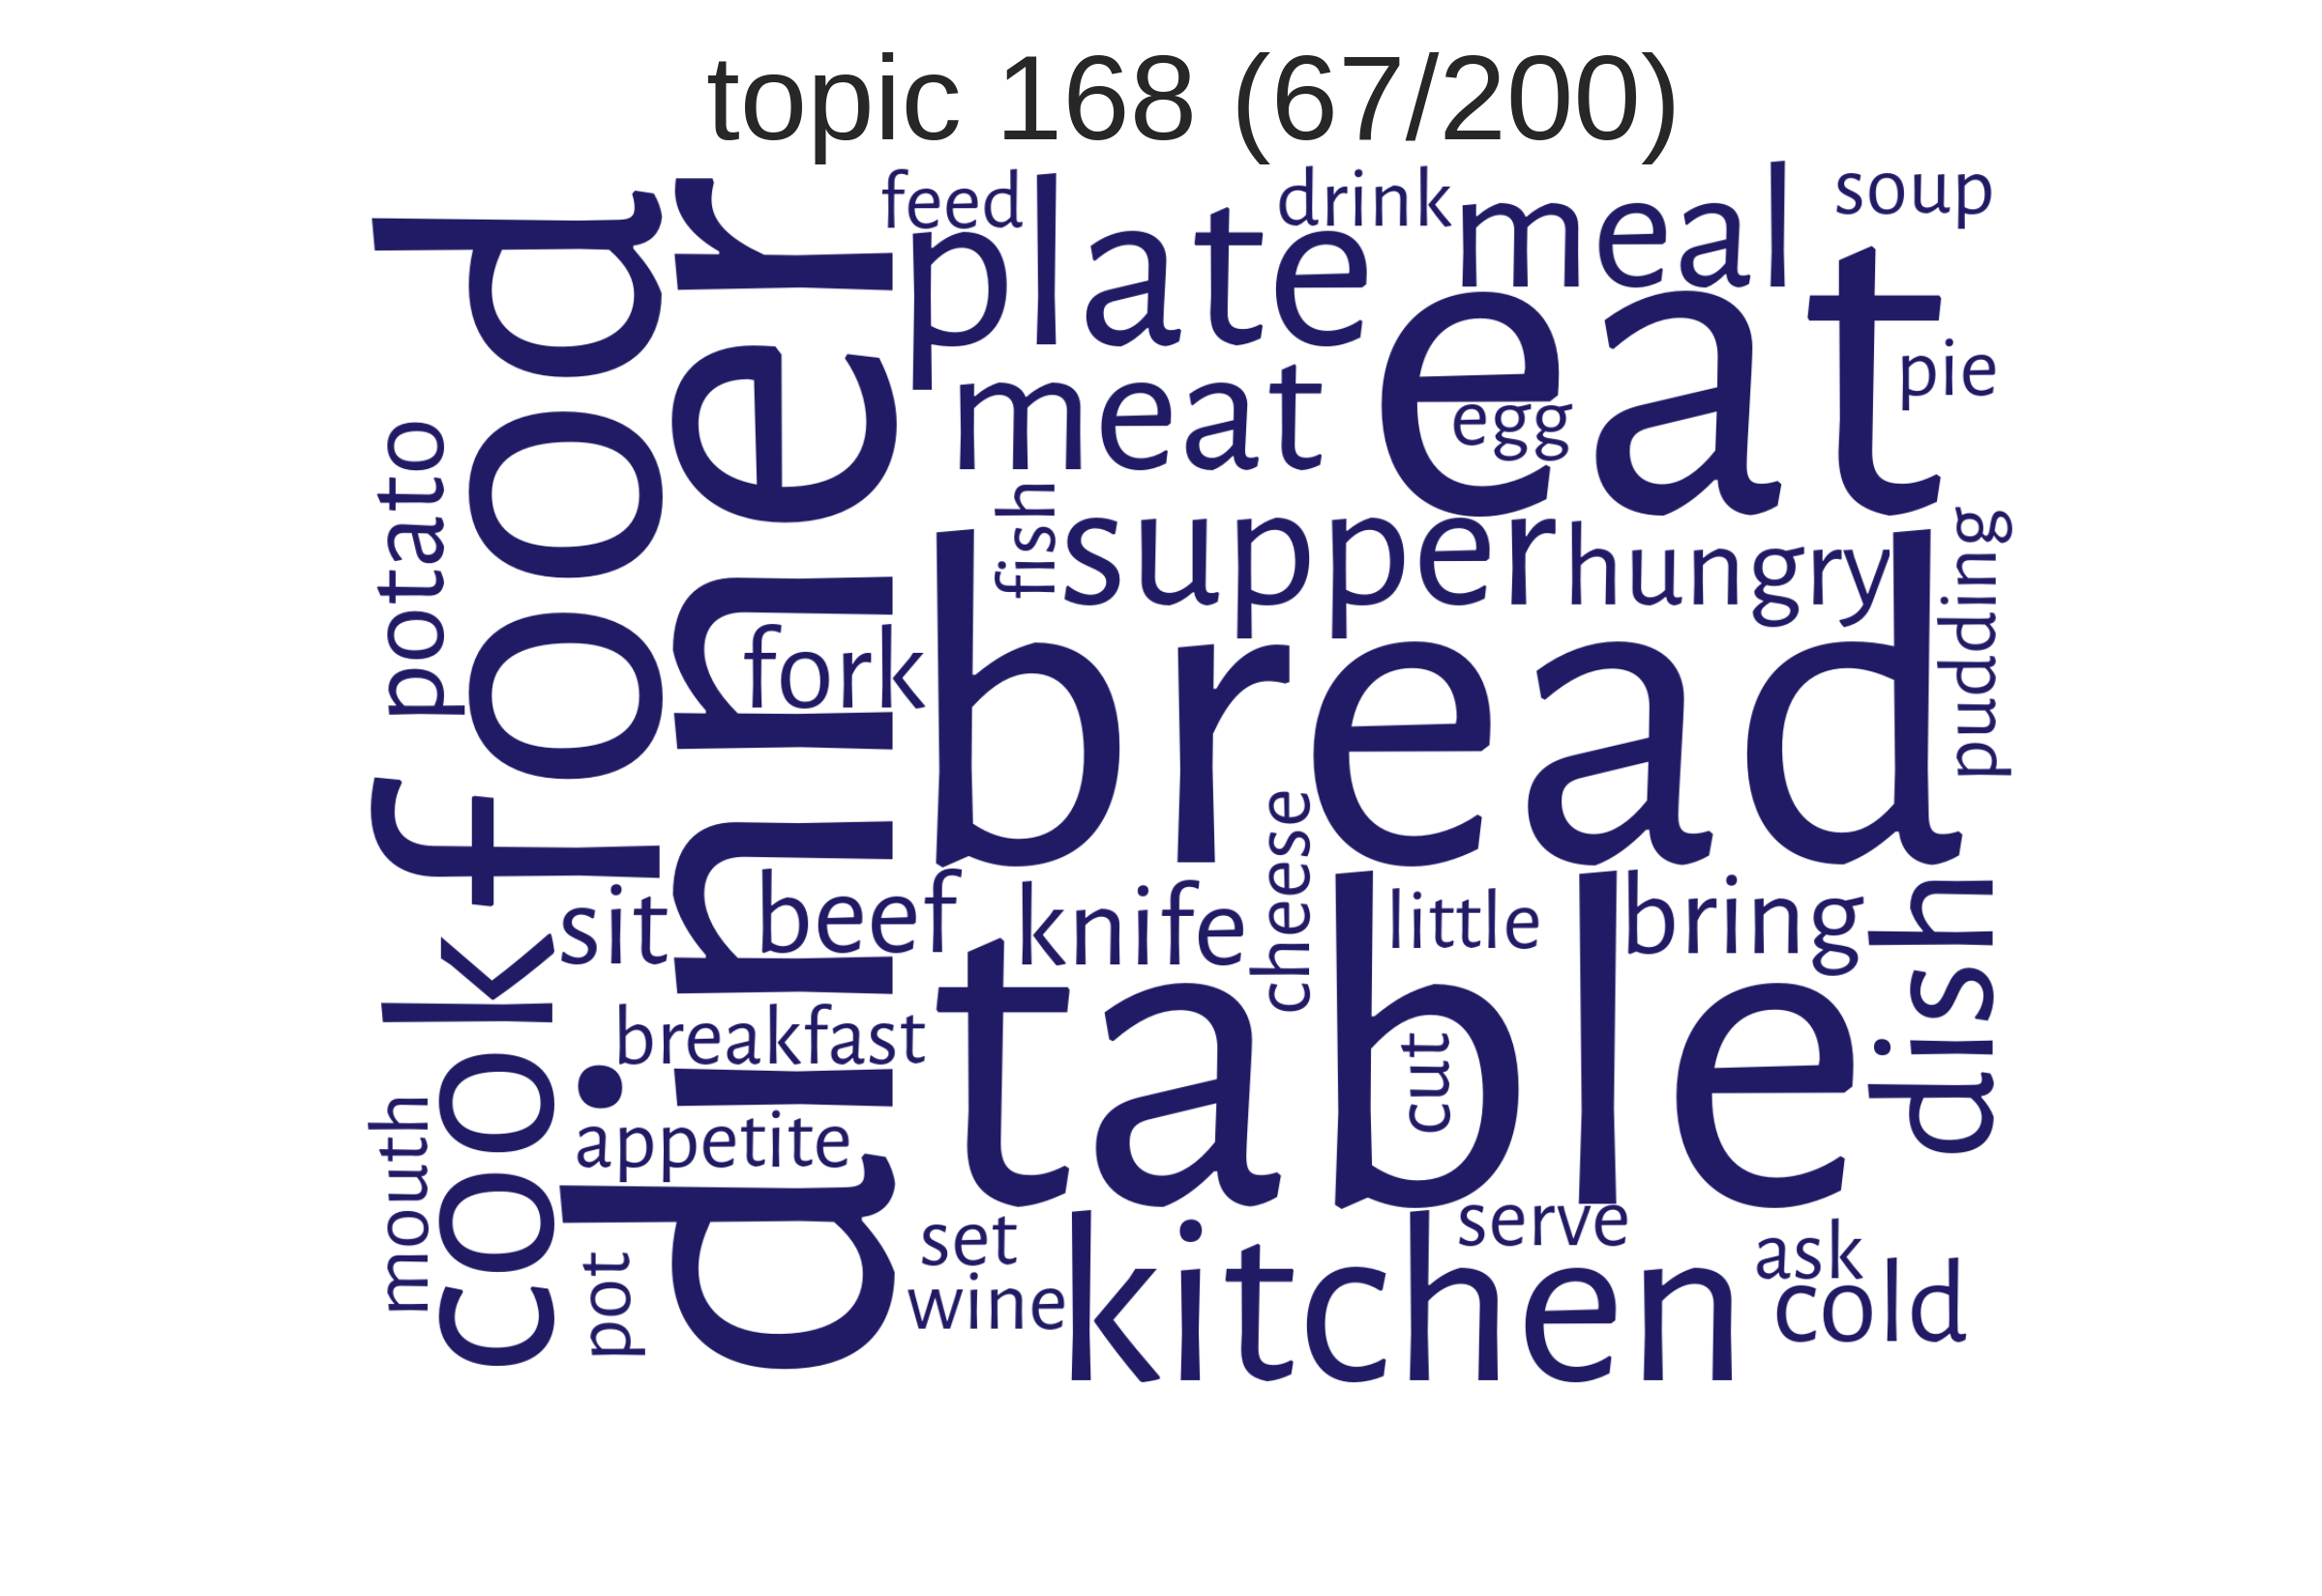 topic 168 (67/200)
feed
drink
soup
plate
meal
food
dinner
eat
pie
meat
egg
potato
fish
supper
hungry
pudding
fork
bread
cheese
sit
beef
knife
little
bring
dish
cook
breakfast
table
cut
appetite
mouth
pot
set
serve
ask
wine
kitchen
cold